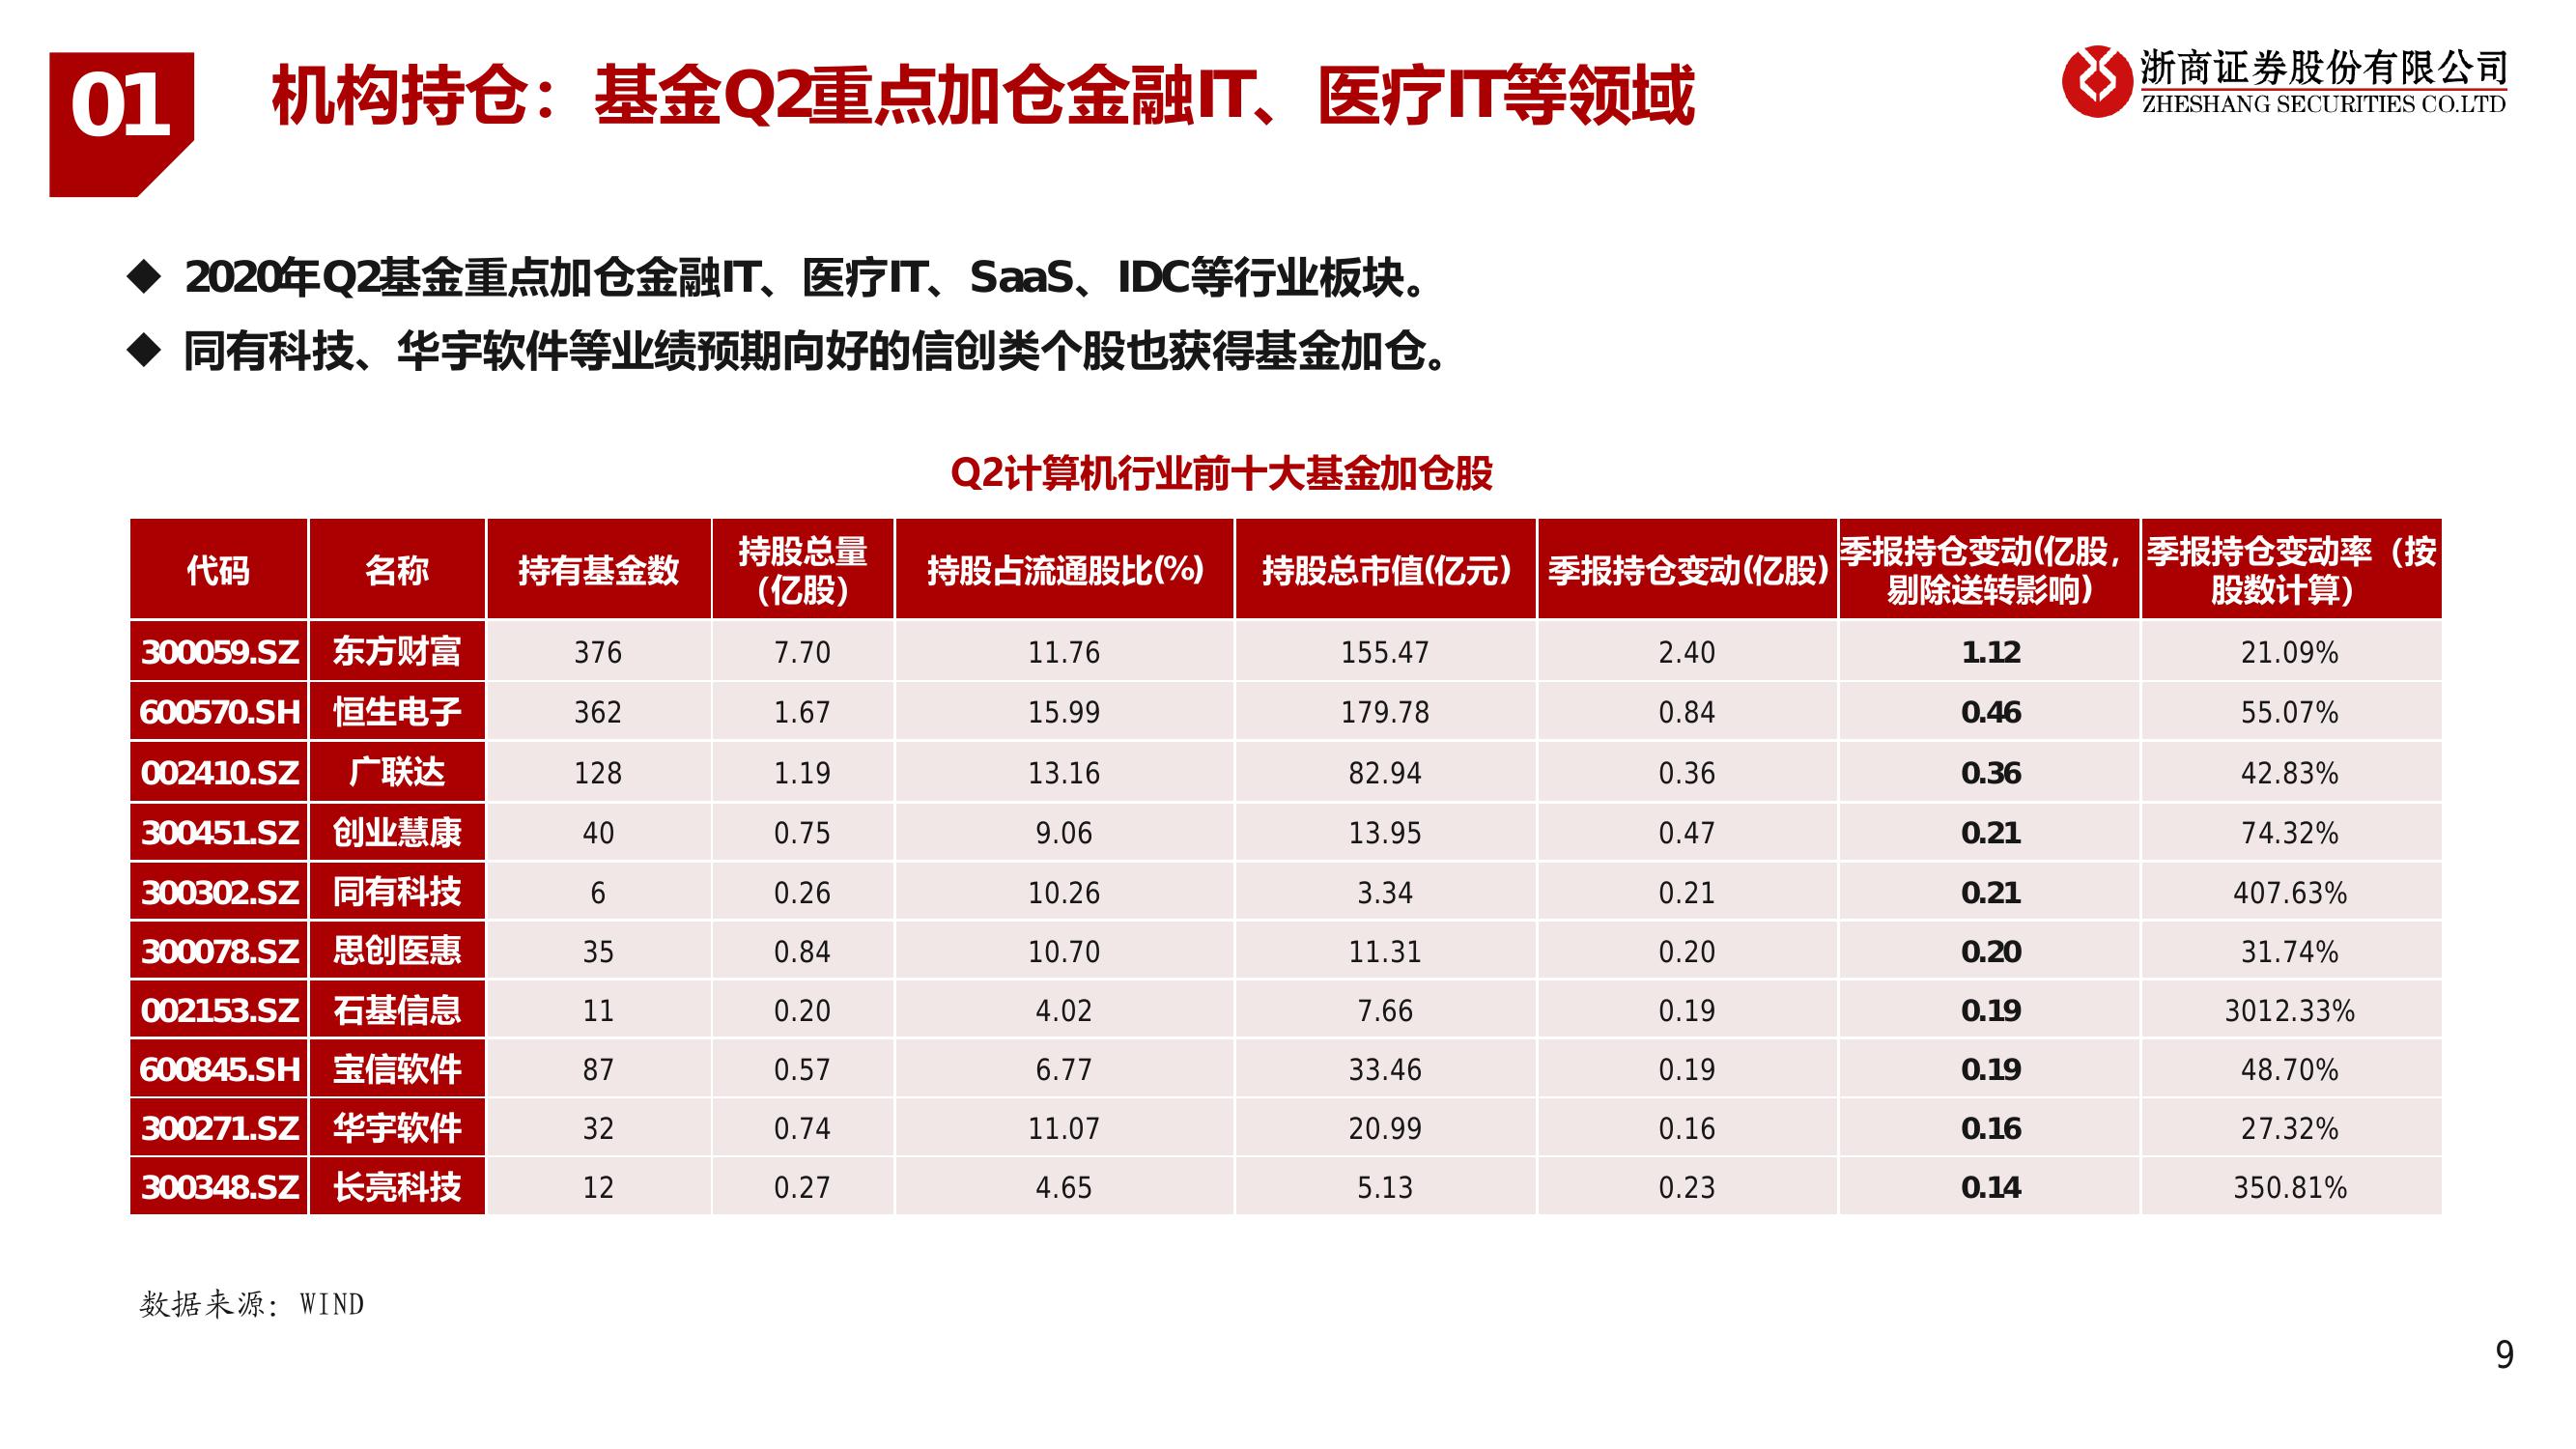 01
机构持仓：基金Q2重点加仓金融IT、医疗IT等领域
浙商证券股份有限公司
ZHESHANG SECURITIES CO.LTD
◆ 2020年Q2基金重点加仓金融IT、医疗IT、SaaS、IDC等行业板块。
◆ 同有科技、华宇软件等业绩预期向好的信创类个股也获得基金加仓。
Q2计算机行业前十大基金加仓股
代码 名称 持有基金数 持股总量（亿股） 持股占流通股比(%) 持股总市值(亿元) 季报持仓变动(亿股) 季报持仓变动(亿股，剔除送转影响) 季报持仓变动率（按股数计算）
300059.SZ 东方财富 376 7.70 11.76 155.47 2.40 1.12 21.09%
600570.SH 恒生电子 362 1.67 15.99 179.78 0.84 0.46 55.07%
002410.SZ 广联达 128 1.19 13.16 82.94 0.36 0.36 42.83%
300451.SZ 创业慧康 40 0.75 9.06 13.95 0.47 0.21 74.32%
300302.SZ 同有科技 6 0.26 10.26 3.34 0.21 0.21 407.63%
300078.SZ 思创医惠 35 0.84 10.70 11.31 0.20 0.20 31.74%
002153.SZ 石基信息 11 0.20 4.02 7.66 0.19 0.19 3012.33%
600845.SH 宝信软件 87 0.57 6.77 33.46 0.19 0.19 48.70%
300271.SZ 华宇软件 32 0.74 11.07 20.99 0.16 0.16 27.32%
300348.SZ 长亮科技 12 0.27 4.65 5.13 0.23 0.14 350.81%
数据来源：WIND
9